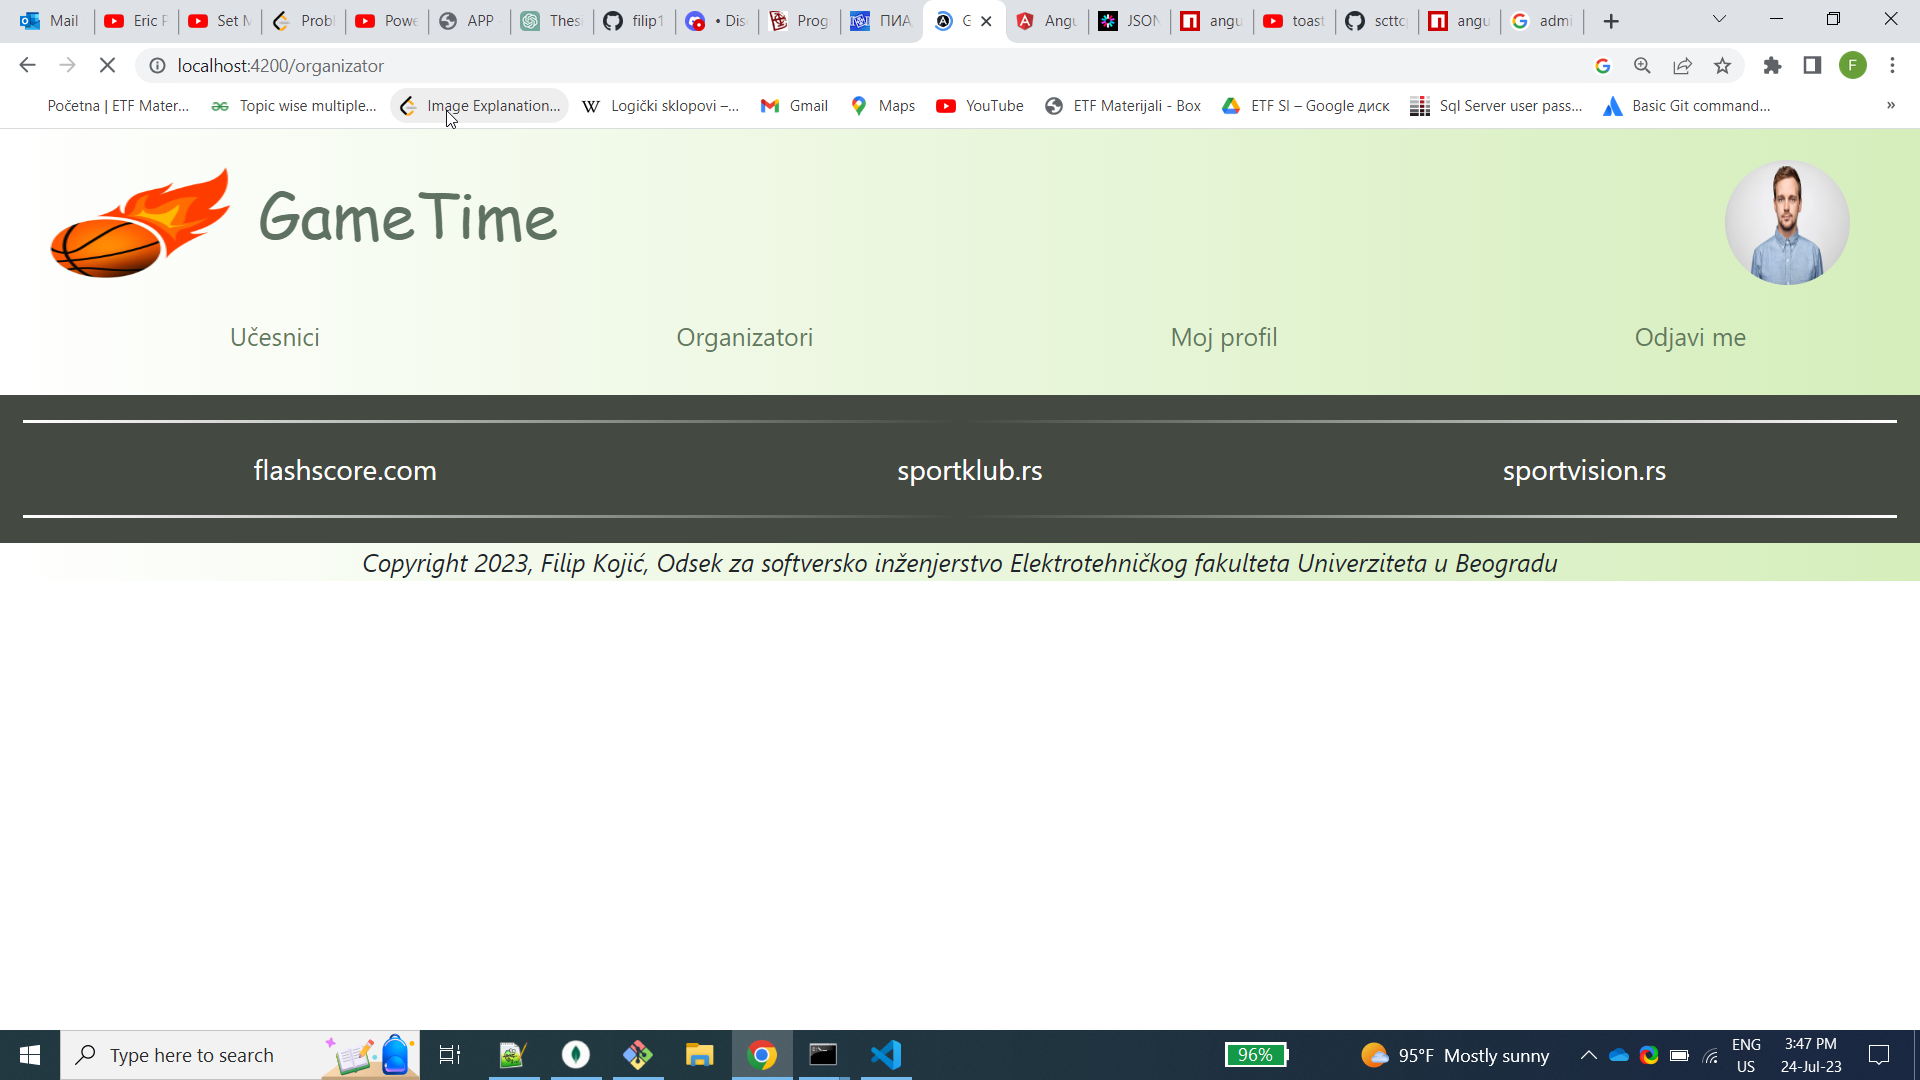 Mail
Eric F
Set M
Probl
Powe
APP
Thesi
filip1
• Disc
Prog
ПИА
G
Angu
JSON
angu
toast
scttcp
angu
admi
localhost:4200/organizator
F
Početna | ETF Mater...
Topic wise multiple...
Image Explanation...
W Logički sklopovi –...
Gmail
Maps
YouTube
ETF Materijali - Box
ETF SI – Google диск
Sql Server user pass...
Basic Git command...
»
GameTime
Učesnici
Organizatori
Moj profil
Odjavi me
flashscore.com
sportklub.rs
sportvision.rs
Copyright 2023, Filip Kojić, Odsek za softversko inženjerstvo Elektrotehničkog fakulteta Univerziteta u Beogradu
Type here to search
96%
95°F Mostly sunny
ENG
US
3:47 PM
24-Jul-23